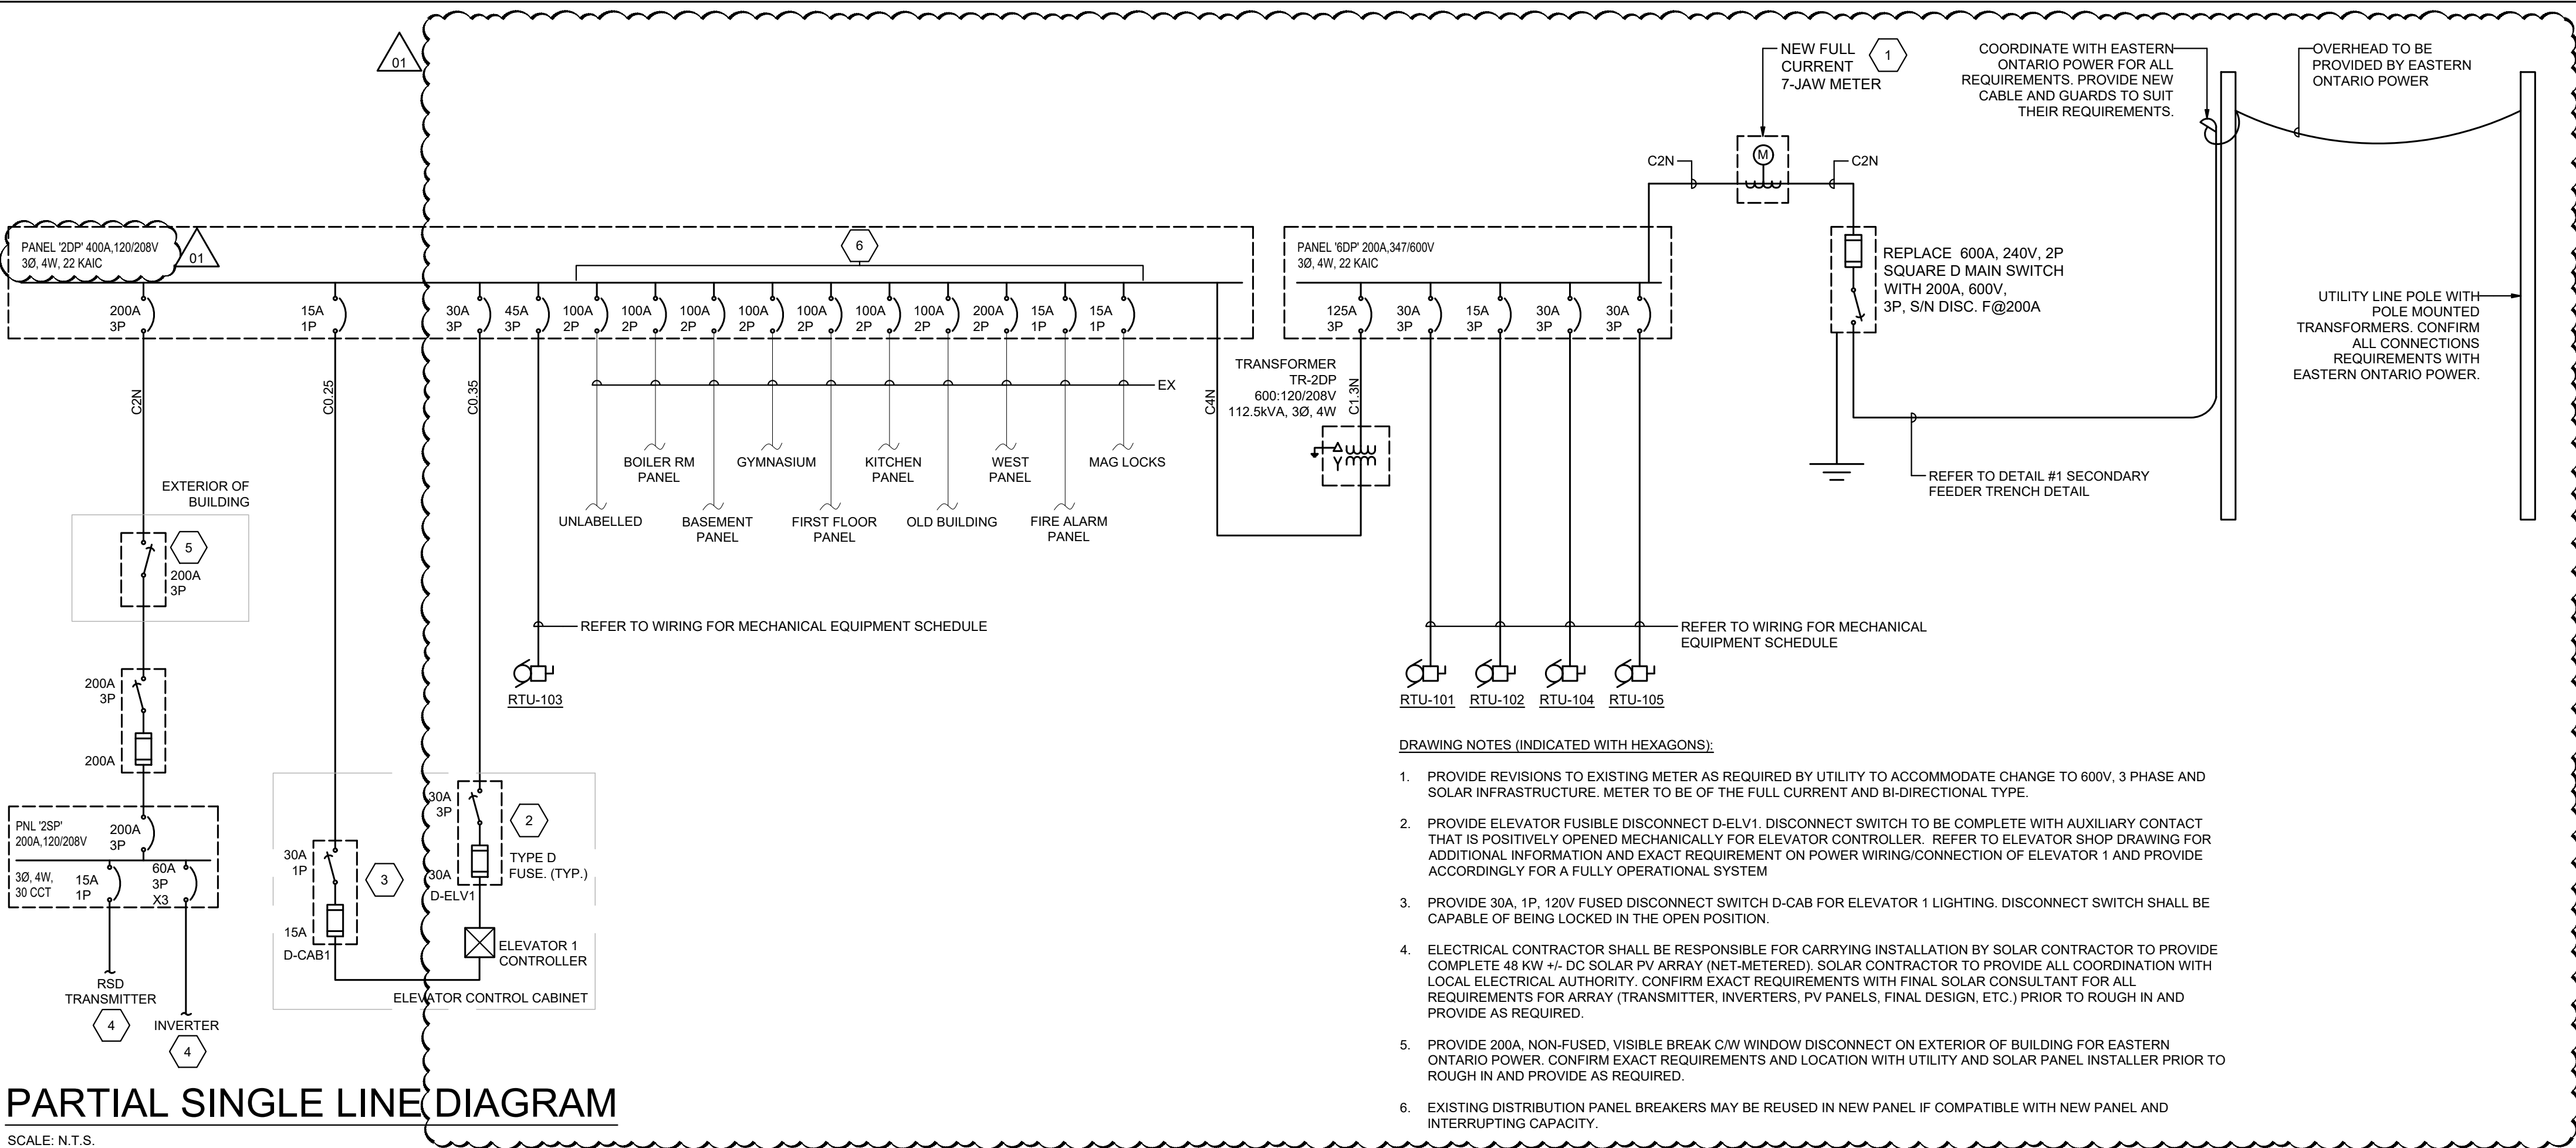 01
NEW FULL
CURRENT
7-JAW METER
1
COORDINATE WITH EASTERN
ONTARIO POWER FOR ALL
REQUIREMENTS. PROVIDE NEW
CABLE AND GUARDS TO SUIT
THEIR REQUIREMENTS.
OVERHEAD TO BE
PROVIDED BY EASTERN
ONTARIO POWER
C2N
M
C2N
PANEL '2DP' 400A,120/208V
3Ø, 4W, 22 KAIC
01
6
PANEL '6DP' 200A,347/600V
3Ø, 4W, 22 KAIC
REPLACE 600A, 240V, 2P
SQUARE D MAIN SWITCH
WITH 200A, 600V,
3P, S/N DISC. F@200A
UTILITY LINE POLE WITH
POLE MOUNTED
TRANSFORMERS. CONFIRM
ALL CONNECTIONS
REQUIREMENTS WITH
EASTERN ONTARIO POWER.
200A
3P
15A
1P
30A
3P
45A
3P
100A
2P
100A
2P
100A
2P
100A
2P
100A
2P
100A
2P
100A
2P
200A
2P
15A
1P
15A
1P
125A
3P
30A
3P
15A
3P
30A
3P
30A
3P
C2N
C0.25
C0.35
EX
C4N
TRANSFORMER
TR-2DP
600:120/208V
112.5kVA, 3Ø, 4W
C1.3N
BOILER RM
PANEL
GYMNASIUM
KITCHEN
PANEL
WEST
PANEL
MAG LOCKS
UNLABELLED
BASEMENT
PANEL
FIRST FLOOR
PANEL
OLD BUILDING
FIRE ALARM
PANEL
REFER TO DETAIL #1 SECONDARY
FEEDER TRENCH DETAIL
EXTERIOR OF
BUILDING
5
200A
3P
REFER TO WIRING FOR MECHANICAL EQUIPMENT SCHEDULE
REFER TO WIRING FOR MECHANICAL
EQUIPMENT SCHEDULE
200A
3P
200A
RTU-103
RTU-101
RTU-102
RTU-104
RTU-105
PNL '2SP'
200A,120/208V
200A
3P
3Ø, 4W,
30 CCT
15A
1P
60A
3P
X3
30A
1P
3
15A
D-CAB1
30A
3P
2
TYPE D
FUSE. (TYP.)
30A
D-ELV1
ELEVATOR 1
CONTROLLER
ELEVATOR CONTROL CABINET
RSD
TRANSMITTER
4
INVERTER
4
DRAWING NOTES (INDICATED WITH HEXAGONS):
1. PROVIDE REVISIONS TO EXISTING METER AS REQUIRED BY UTILITY TO ACCOMMODATE CHANGE TO 600V, 3 PHASE AND
SOLAR INFRASTRUCTURE. METER TO BE OF THE FULL CURRENT AND BI-DIRECTIONAL TYPE.
2. PROVIDE ELEVATOR FUSIBLE DISCONNECT D-ELV1. DISCONNECT SWITCH TO BE COMPLETE WITH AUXILIARY CONTACT
THAT IS POSITIVELY OPENED MECHANICALLY FOR ELEVATOR CONTROLLER. REFER TO ELEVATOR SHOP DRAWING FOR
ADDITIONAL INFORMATION AND EXACT REQUIREMENT ON POWER WIRING/CONNECTION OF ELEVATOR 1 AND PROVIDE
ACCORDINGLY FOR A FULLY OPERATIONAL SYSTEM
3. PROVIDE 30A, 1P, 120V FUSED DISCONNECT SWITCH D-CAB FOR ELEVATOR 1 LIGHTING. DISCONNECT SWITCH SHALL BE
CAPABLE OF BEING LOCKED IN THE OPEN POSITION.
4. ELECTRICAL CONTRACTOR SHALL BE RESPONSIBLE FOR CARRYING INSTALLATION BY SOLAR CONTRACTOR TO PROVIDE
COMPLETE 48 KW +/- DC SOLAR PV ARRAY (NET-METERED). SOLAR CONTRACTOR TO PROVIDE ALL COORDINATION WITH
LOCAL ELECTRICAL AUTHORITY. CONFIRM EXACT REQUIREMENTS WITH FINAL SOLAR CONSULTANT FOR ALL
REQUIREMENTS FOR ARRAY (TRANSMITTER, INVERTERS, PV PANELS, FINAL DESIGN, ETC.) PRIOR TO ROUGH IN AND
PROVIDE AS REQUIRED.
5. PROVIDE 200A, NON-FUSED, VISIBLE BREAK C/W WINDOW DISCONNECT ON EXTERIOR OF BUILDING FOR EASTERN
ONTARIO POWER. CONFIRM EXACT REQUIREMENTS AND LOCATION WITH UTILITY AND SOLAR PANEL INSTALLER PRIOR TO
ROUGH IN AND PROVIDE AS REQUIRED.
6. EXISTING DISTRIBUTION PANEL BREAKERS MAY BE REUSED IN NEW PANEL IF COMPATIBLE WITH NEW PANEL AND
INTERRUPTING CAPACITY.
PARTIAL SINGLE LINE DIAGRAM
SCALE: N.T.S.